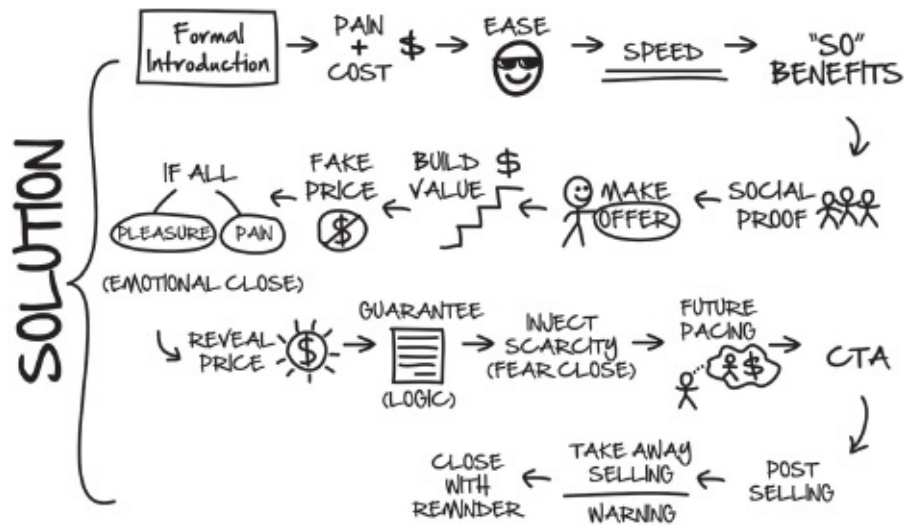 SOLUTION
Formal
Introduction
PAIN
+
COST
$
EASE
SPEED
"SO"
BENEFITS
SOCIAL
PROOF
MAKE
OFFER
BUILD
VALUE
$
FAKE
PRICE
$
IF ALL
PLEASURE
PAIN
(EMOTIONAL CLOSE)
REVEAL
PRICE
$
GUARANTEE
(LOGIC)
INJECT
SCARCITY
(FEAR CLOSE)
FUTURE
PACING
$
CTA
POST
SELLING
TAKE AWAY
SELLING
WARNING
CLOSE
WITH
REMINDER